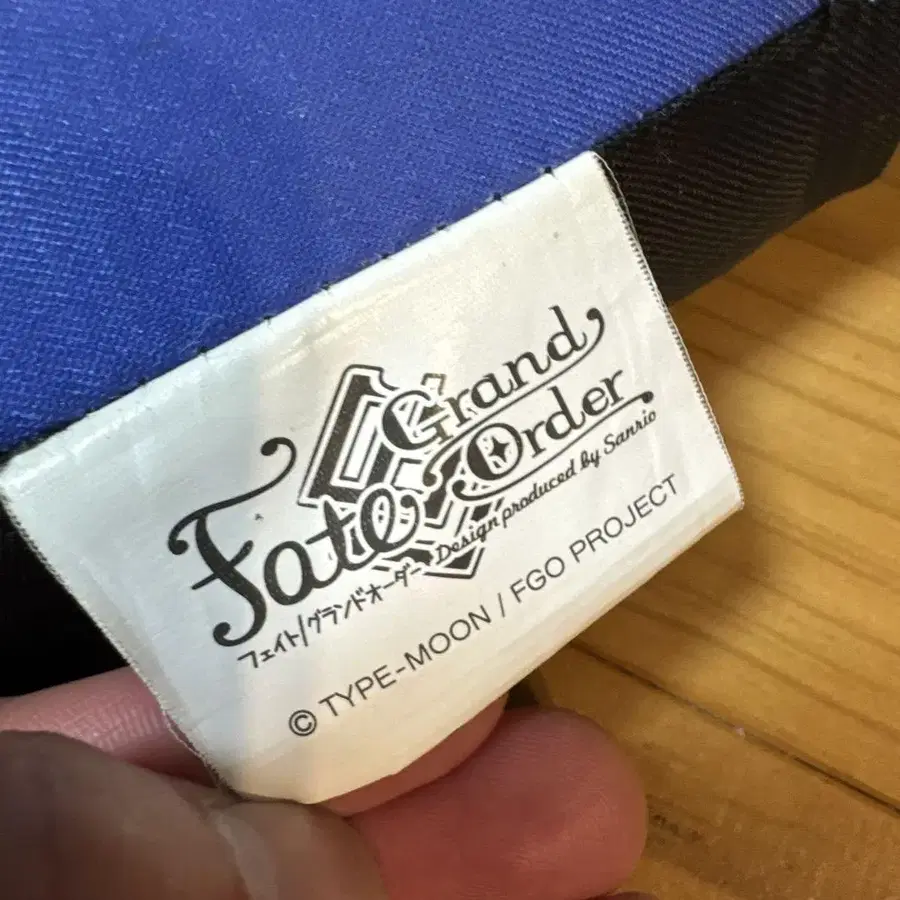 Fate
Grand
Order
Design produced by Sanrio
フェイト/グランドオーダー
© TYPE-MOON / FGO PROJECT